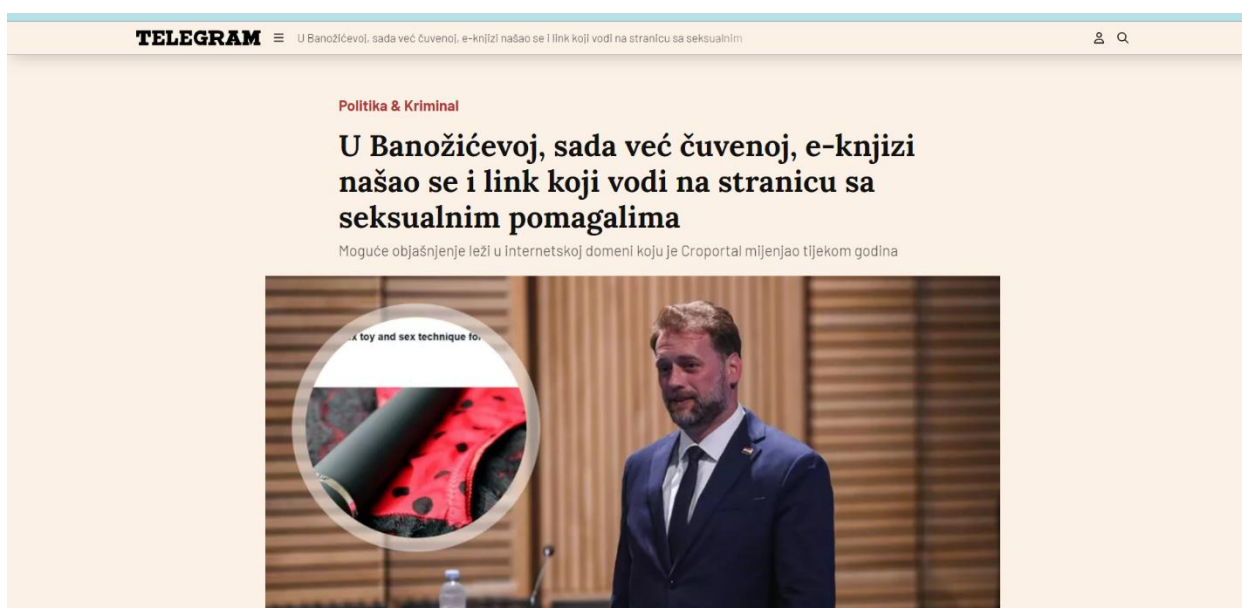 TELEGRAM U Banožićevoj, sada već čuvenoj, e-knjizi našao se i link koji vodi na stranicu sa seksualnim
Politika & Kriminal
U Banožićevoj, sada već čuvenoj, e-knjizi
našao se i link koji vodi na stranicu sa
seksualnim pomagalima
Moguće objašnjenje leži u internetskoj domeni koju je Croportal mijenjao tijekom godina
toy and sex technique